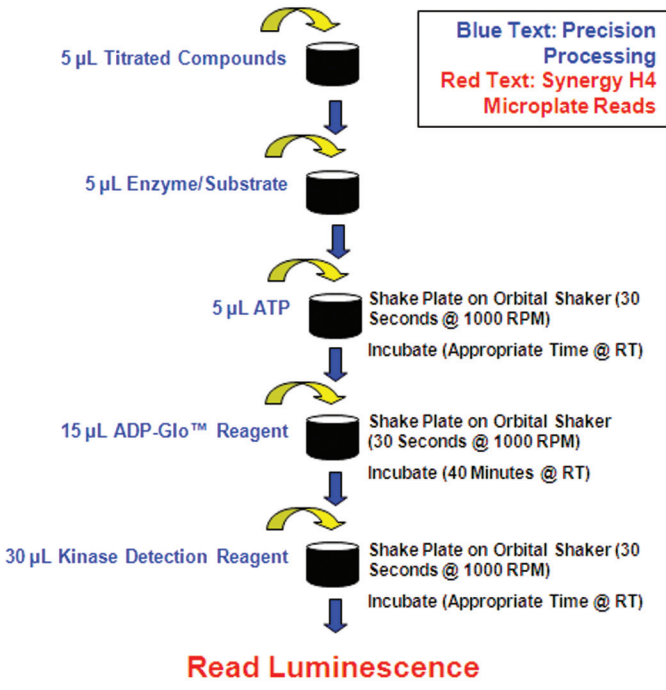 Blue Text: Precision
Processing
Red Text: Synergy H4
Microplate Reads
5 µL Titrated Compounds
5 µL Enzyme/Substrate
5 µL ATP
Shake Plate on Orbital Shaker (30
Seconds @ 1000 RPM)
Incubate (Appropriate Time @ RT)
15 µL ADP-Glo™ Reagent
Shake Plate on Orbital Shaker
(30 Seconds @ 1000 RPM)
Incubate (40 Minutes @ RT)
30 µL Kinase Detection Reagent
Shake Plate on Orbital Shaker (30
Seconds @ 1000 RPM)
Incubate (Appropriate Time @ RT)
Read Luminescence